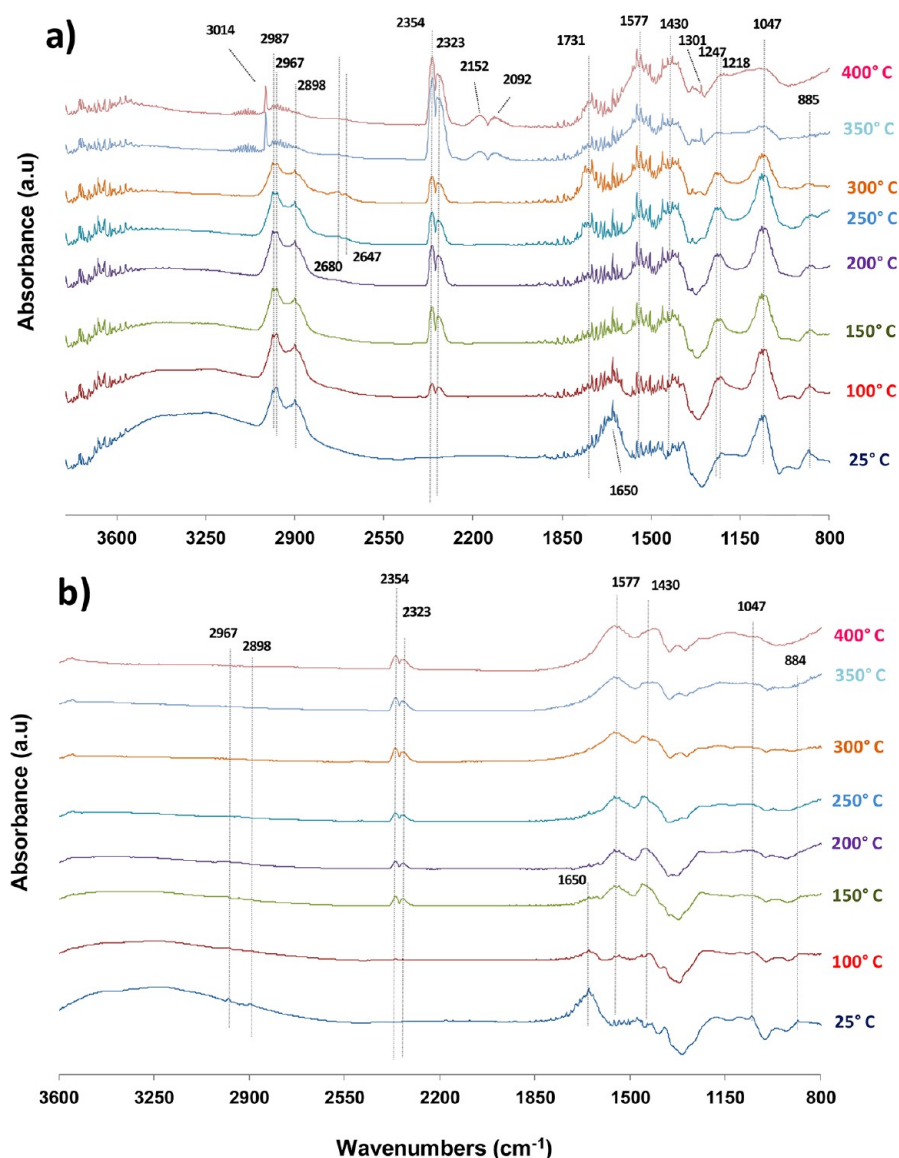 a)
3014
2987
2967
2898
2354
2323
2152
2092
1731
1577
1430
1301
1247
1218
1047
885
400° C
350° C
300° C
250° C
200° C
150° C
100° C
25° C
2680
2647
1650
Absorbance (a.u)
3600 3250 2900 2550 2200 1850 1500 1150 800
b)
2967
2898
2354
2323
1577
1430
1047
884
1650
400° C
350° C
300° C
250° C
200° C
150° C
100° C
25° C
Absorbance (a.u)
3600 3250 2900 2550 2200 1850 1500 1150 800
Wavenumbers (cm⁻¹)